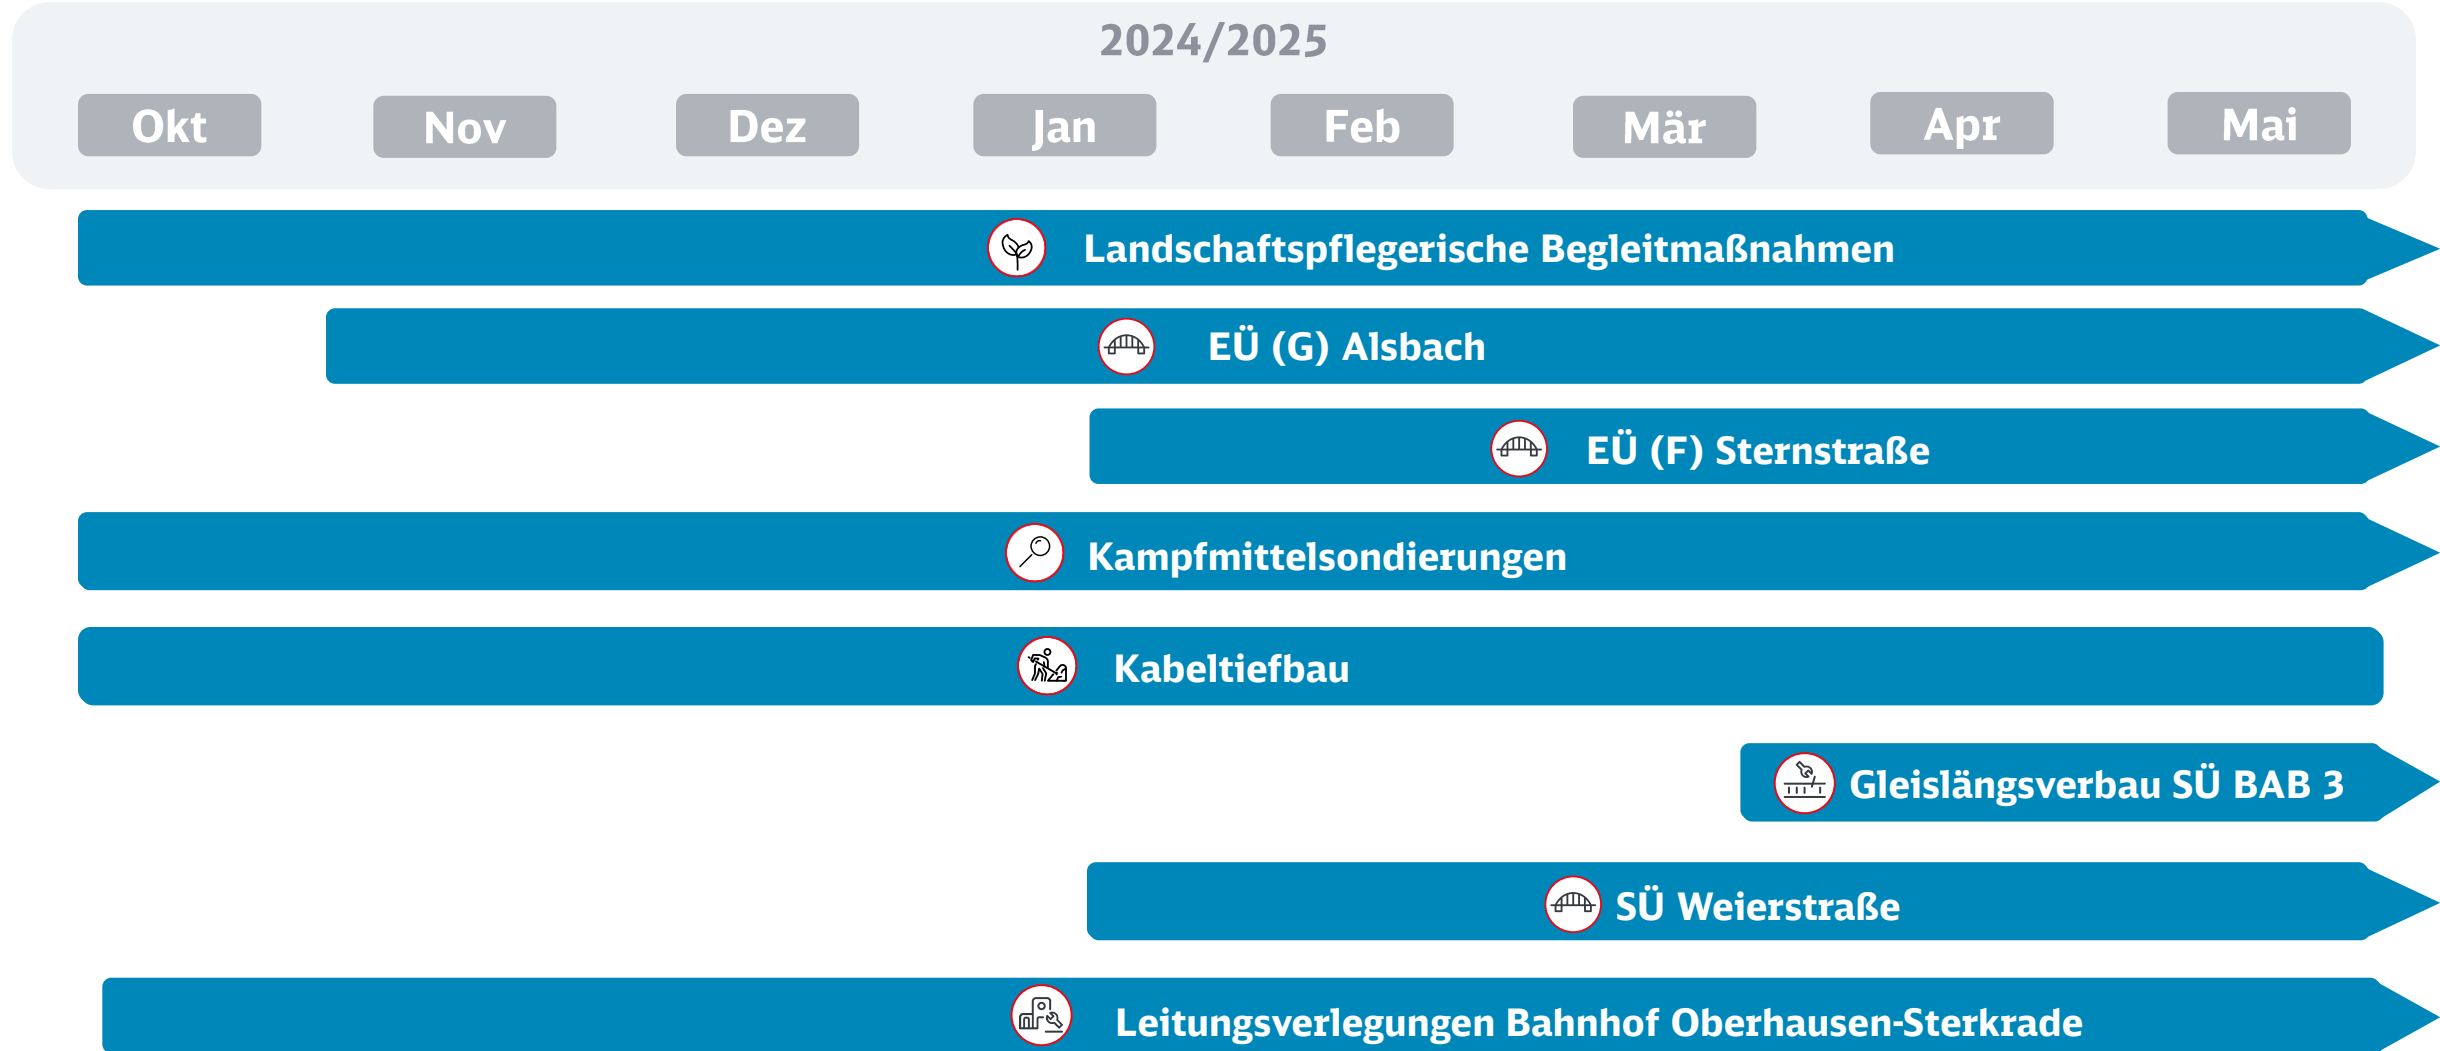 2024/2025
Okt Nov Dez Jan Feb Mär Apr Mai
Landschaftspflegerische Begleitmaßnahmen
EÜ (G) Alsbach
EÜ (F) Sternstraße
Kampfmittelsondierungen
Kabeltiefbau
Gleislängsverbau SÜ BAB 3
SÜ Weierstraße
Leitungsverlegungen Bahnhof Oberhausen-Sterkrade